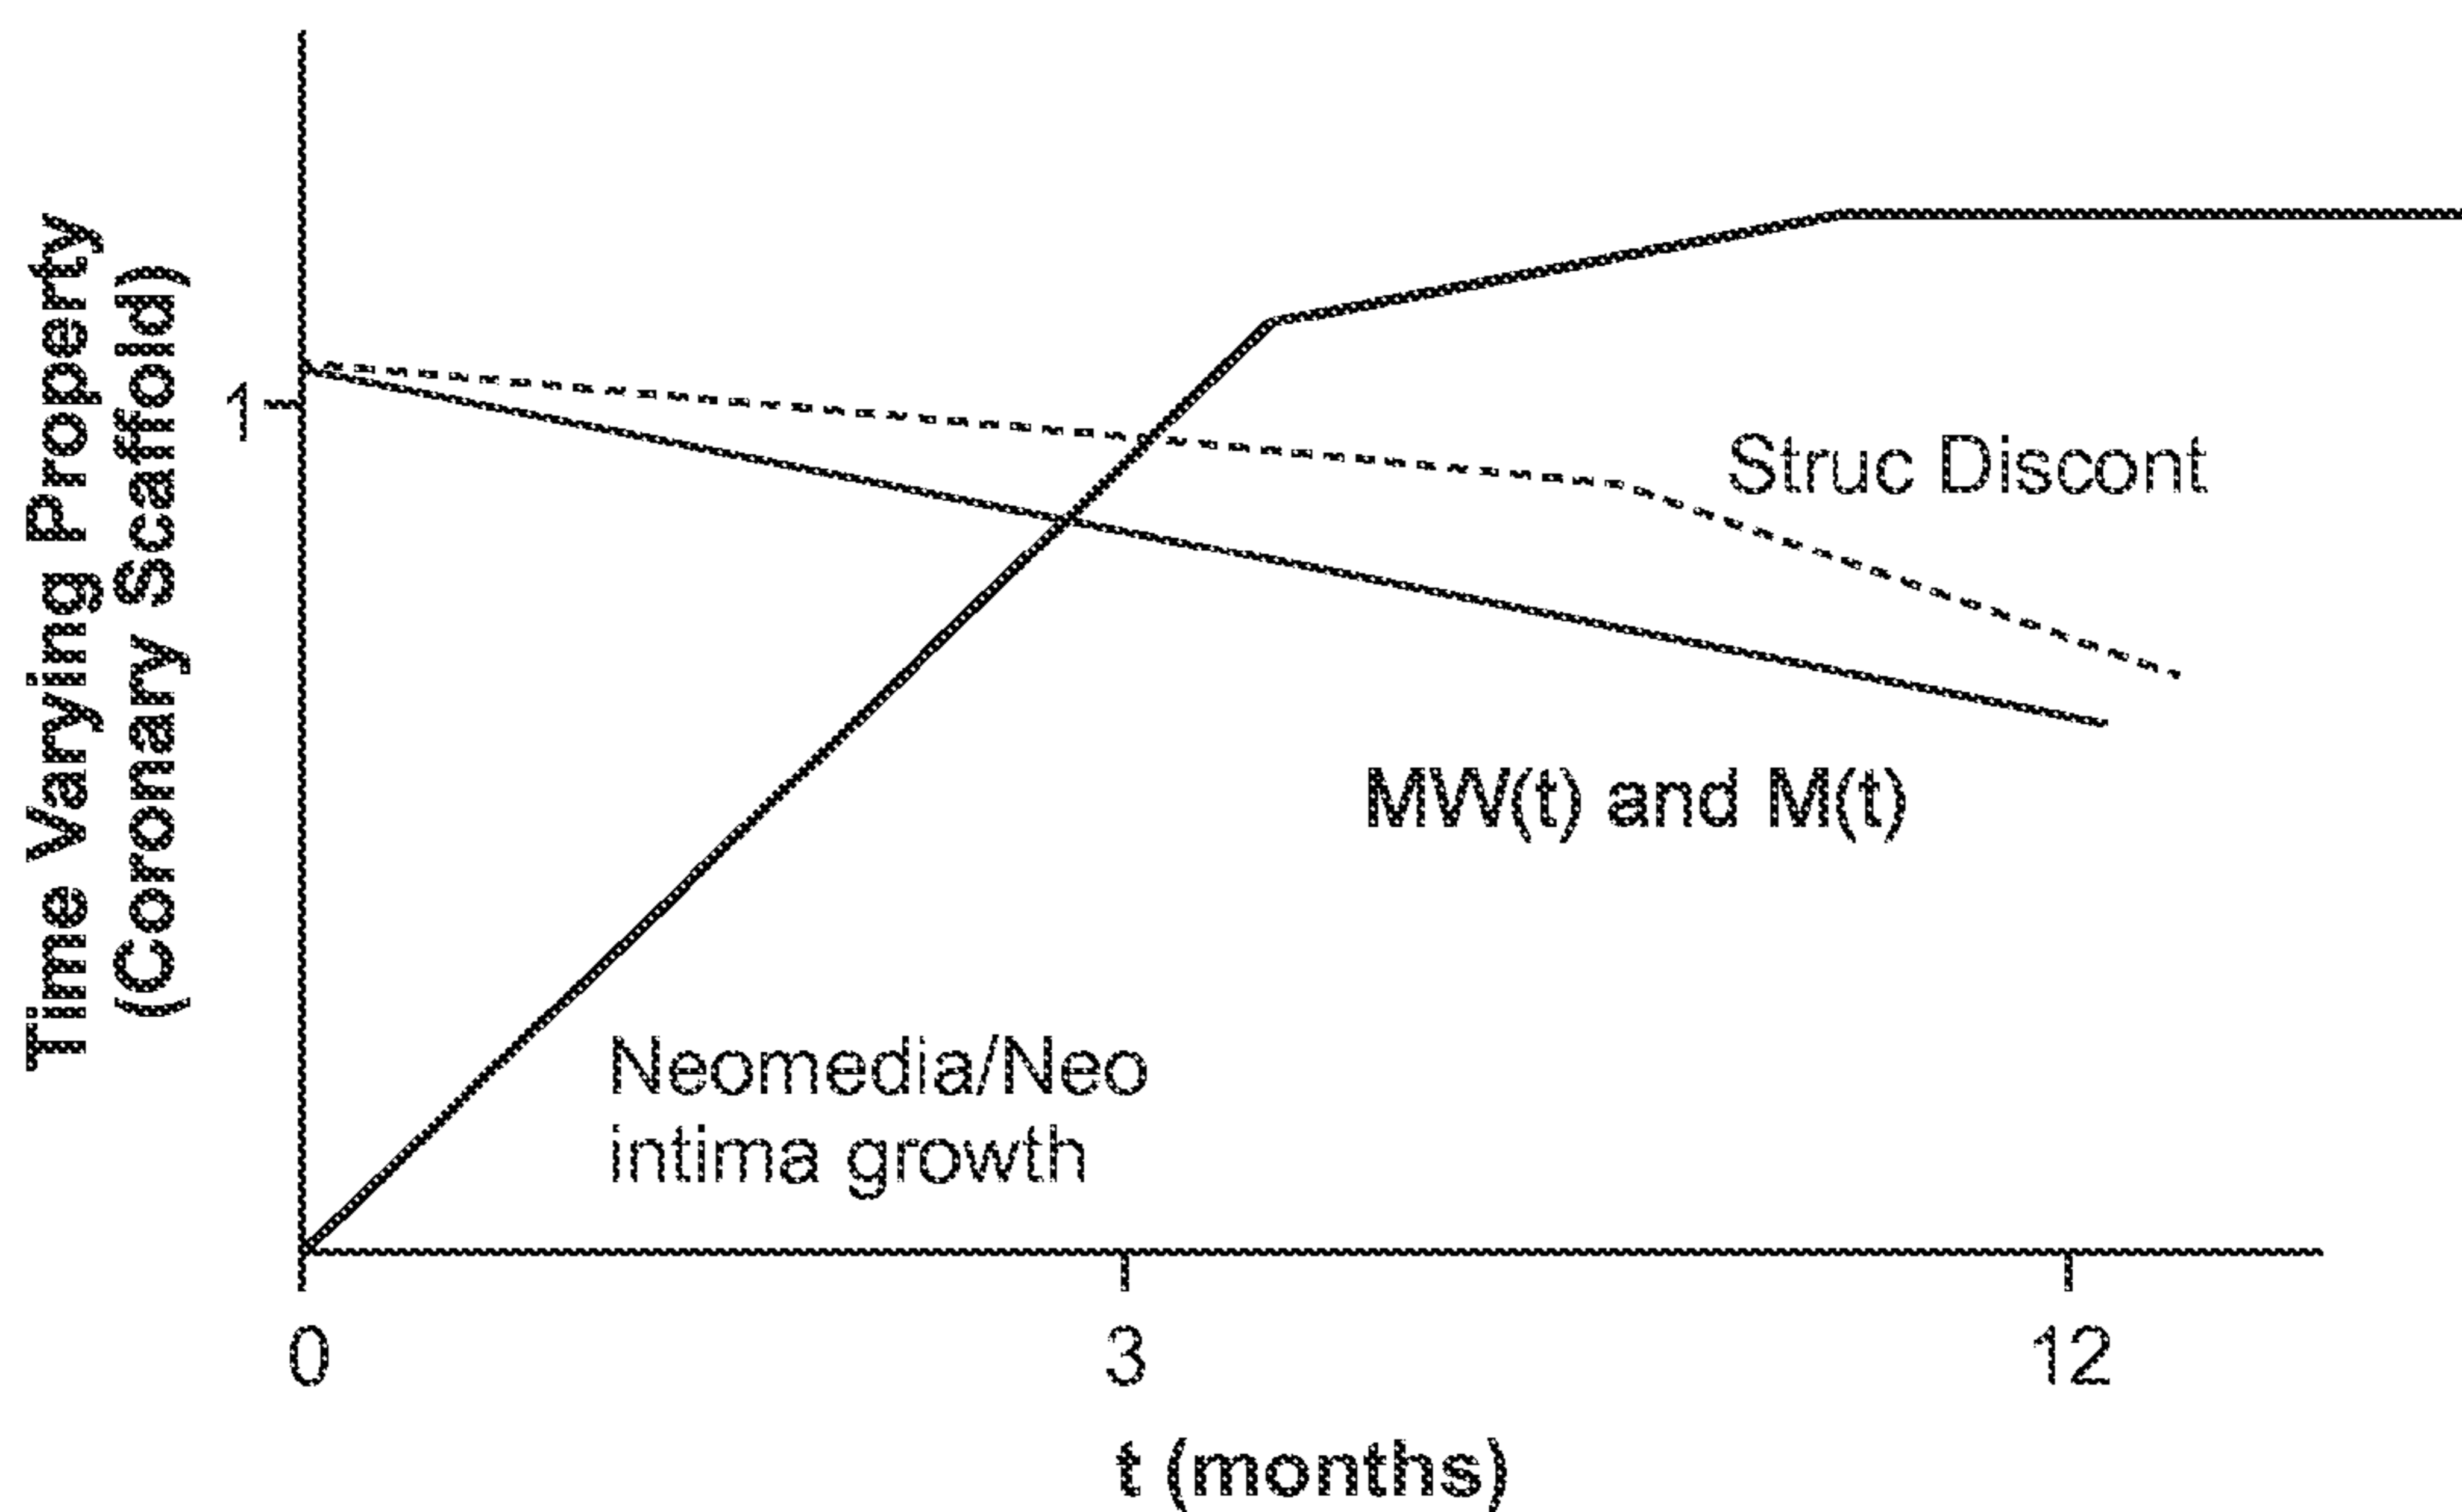 Time Varying Property
(Coronary Scaffold)
1
Struc Discont
MW(t) and M(t)
Neomedia/Neo
intima growth
0
3
12
t (months)